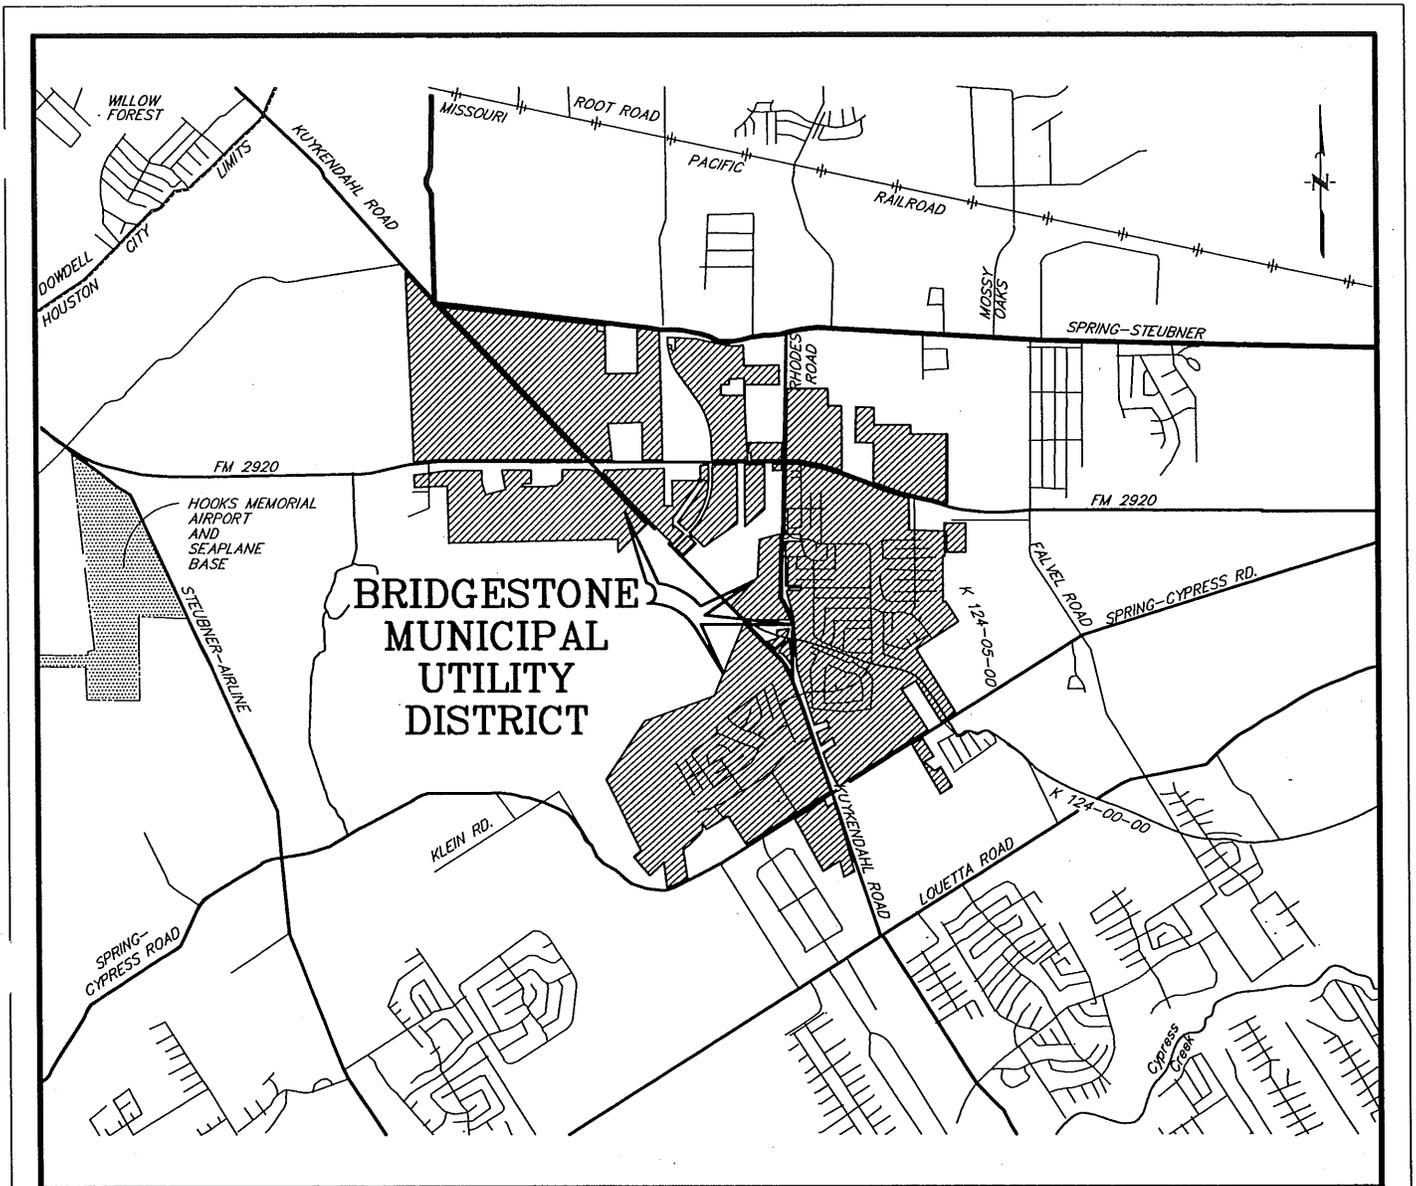 WILLOW
FOREST
KUYKENDAHL ROAD
MISSOURI
ROOT ROAD
PACIFIC
RAILROAD
N
LIMITS
CITY
DOWDELL
HOUSTON
MOSSY
OAKS
SPRING-STEUBNER
RHODES
ROAD
FM 2920
HOOKS MEMORIAL
AIRPORT
AND
SEAPLANE
BASE
FM 2920
FALVEL ROAD
SPRING-CYPRESS RD.
K 124-05-00
STEUBNER-AIRLINE
BRIDGESTONE
MUNICIPAL
UTILITY
DISTRICT
KLEIN RD.
KUYKENDAHL ROAD
K 124-00-00
LOUETTA ROAD
SPRING-
CYPRESS ROAD
Cypress
Creek